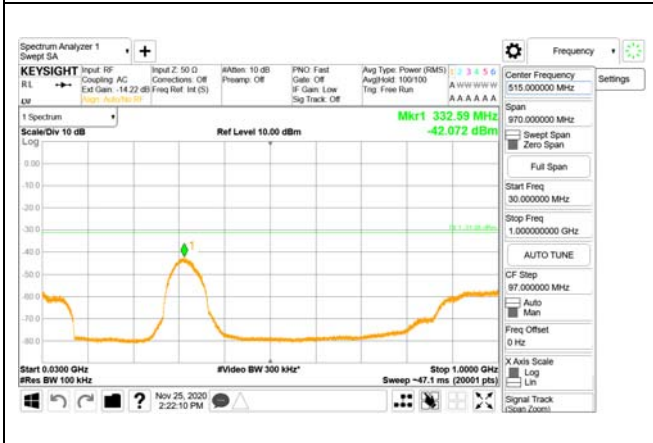 Spectrum Analyzer 1
Swept SA
+
Frequency
KEYSIGHT
Input: RF
Coupling: AC
Ext Gain: -14.22 dB
Align: Auto/No RF
Input Z: 50 Ω
Corrections: Off
Freq Ref: Int (S)
#Atten: 10 dB
Preamp: Off
PNO: Fast
Gate: Off
IF Gain: Low
Sig Track: Off
Avg Type: Power (RMS)
Avg|Hold: 100/100
Trig: Free Run
1 2 3 4 5 6
A W W W W W
A A A A A A
RL
1 Spectrum
Scale/Div 10 dB
Ref Level 10.00 dBm
Mkr1 332.59 MHz
-42.072 dBm
Log
0.00
-10.0
-20.0
-30.0
-40.0
-50.0
-60.0
-70.0
-80.0
1
Start 0.0300 GHz
#Res BW 100 kHz
#Video BW 300 kHz*
Stop 1.0000 GHz
Sweep ~47.1 ms (20001 pts)
Nov 25, 2020
2:22:10 PM
?
Center Frequency
515.000000 MHz
Settings
Span
970.000000 MHz
Swept Span
Zero Span
Full Span
Start Freq
30.000000 MHz
Stop Freq
1.000000000 GHz
AUTO TUNE
CF Step
97.000000 MHz
Auto
Man
Freq Offset
0 Hz
X Axis Scale
Log
Lin
Signal Track
(Span Zoom)